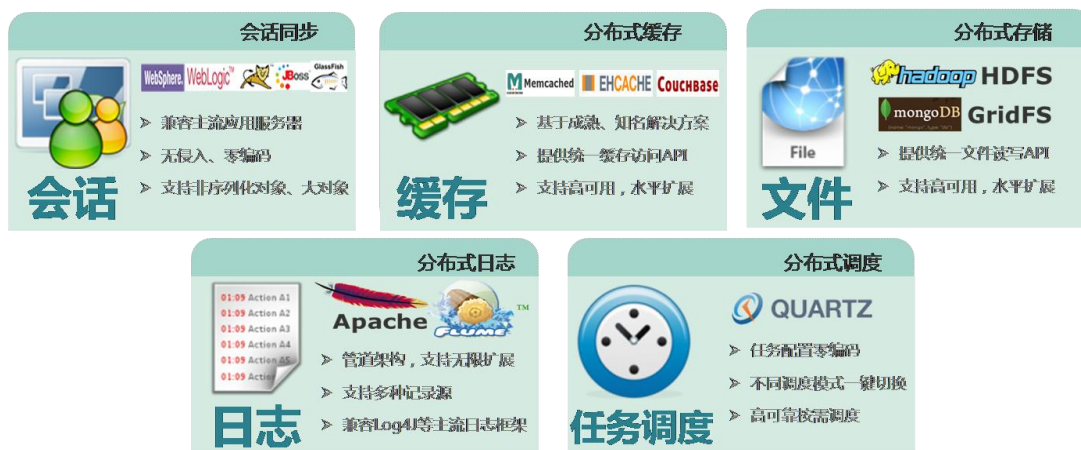 会话同步
WebSphere. WebLogic™ JBoss GlassFish
兼容主流应用服务器
无侵入、零编码
支持非序列化对象、大对象
会话
分布式缓存
Memcached EHCACHE COUCHBASE
基于成熟、知名解决方案
提供统一缓存访问API
支持高可用，水平扩展
缓存
分布式存储
hadoop HDFS
mongoDB GridFS
File
提供统一文件读写API
支持高可用，水平扩展
文件
分布式日志
01:09 Action A1
01:09 Action A2
01:09 Action A3
01:09 Action A4
01:09 Action A5
01:09 Actio
Apache FLUME ™
管道架构，支持无限扩展
支持多种记录源
兼容Log4J等主流日志框架
日志
分布式调度
QUARTZ
任务配置零编码
不同调度模式一键切换
高可靠按需调度
任务调度